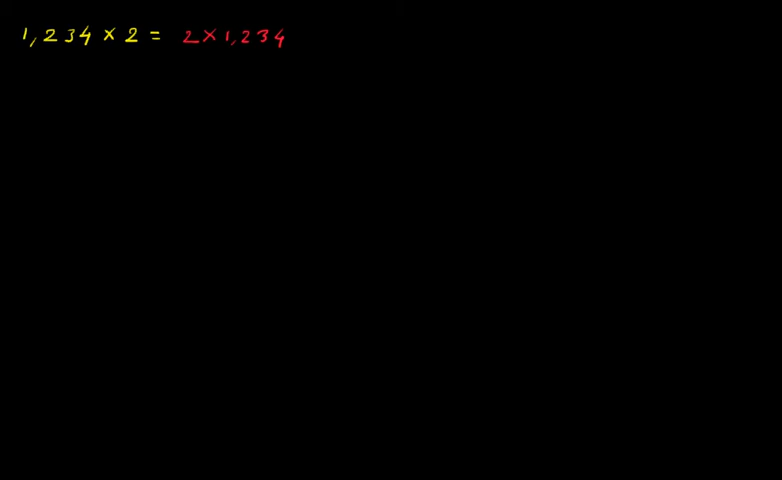 1,234 × 2 = 2 × 1,234